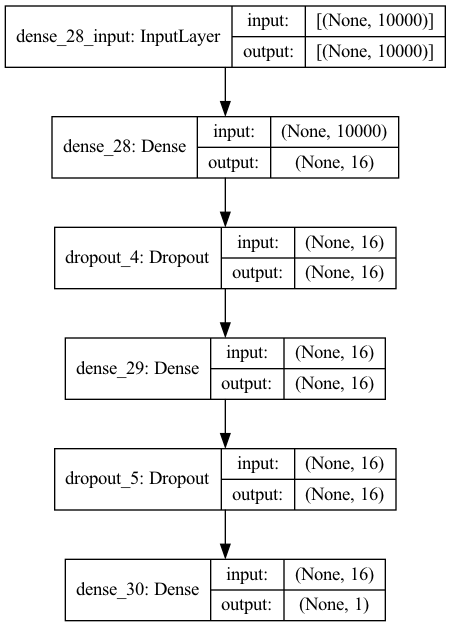 dense_28_input: InputLayer
input:
[(None, 10000)]
output:
[(None, 10000)]
dense_28: Dense
input:
(None, 10000)
output:
(None, 16)
dropout_4: Dropout
input:
(None, 16)
output:
(None, 16)
dense_29: Dense
input:
(None, 16)
output:
(None, 16)
dropout_5: Dropout
input:
(None, 16)
output:
(None, 16)
dense_30: Dense
input:
(None, 16)
output:
(None, 1)